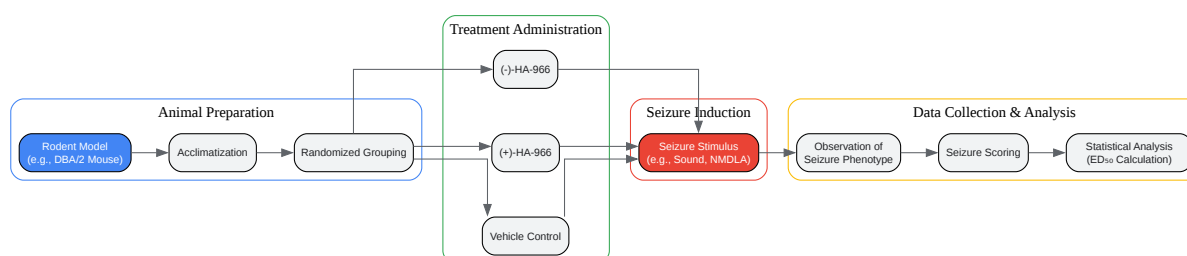 Treatment Administration
(-)-HA-966
Animal Preparation
Seizure Induction
Data Collection & Analysis
Rodent Model
(e.g., DBA/2 Mouse)
Acclimatization
Randomized Grouping
(+)-HA-966
Seizure Stimulus
(e.g., Sound, NMDLA)
Observation of
Seizure Phenotype
Seizure Scoring
Statistical Analysis
(ED₅₀ Calculation)
Vehicle Control